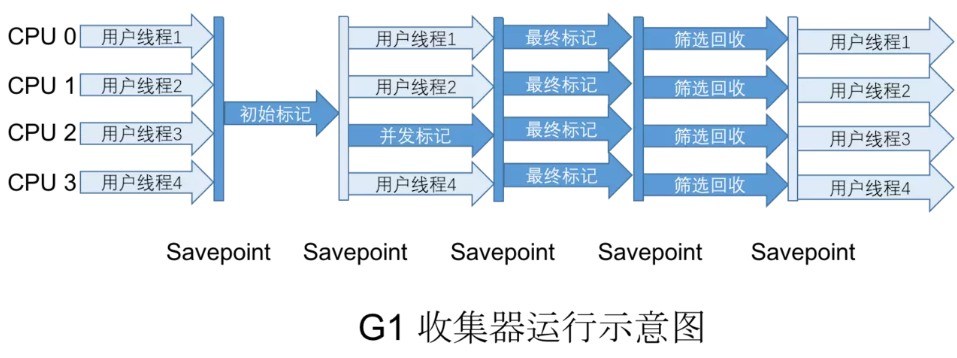 CPU 0 用户线程1 用户线程1 最终标记 筛选回收 用户线程1
CPU 1 用户线程2 用户线程2 最终标记 筛选回收 用户线程2
初始标记
CPU 2 用户线程3 并发标记 最终标记 筛选回收 用户线程3
CPU 3 用户线程4 用户线程4 最终标记 筛选回收 用户线程4
Savepoint Savepoint Savepoint Savepoint Savepoint
G1 收集器运行示意图